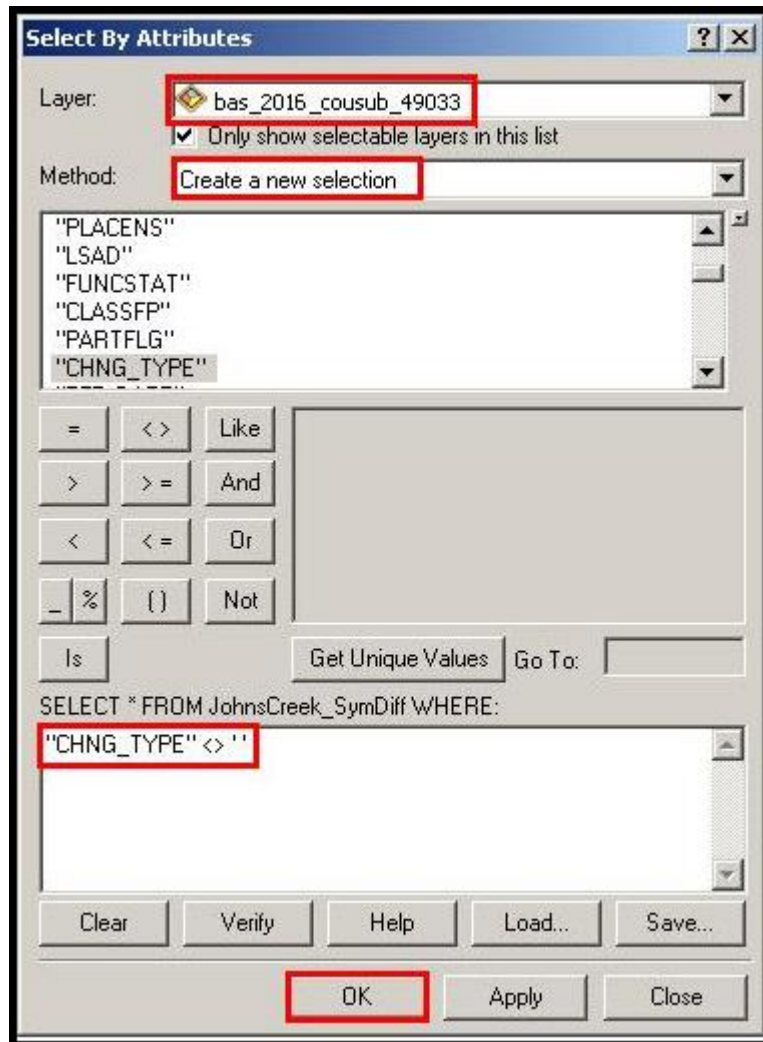 Select By Attributes
? X
Layer: bas_2016_cousub_49033
Only show selectable layers in this list
Method: Create a new selection
"PLACENS"
"LSAD"
"FUNCSTAT"
"CLASSFP"
"PARTFLG"
"CHNG_TYPE"
= <> Like
> >= And
< <= Or
_ % () Not
Is Get Unique Values Go To:
SELECT * FROM JohnsCreek_SymDiff WHERE:
"CHNG_TYPE" <> ''
Clear Verify Help Load... Save...
OK Apply Close